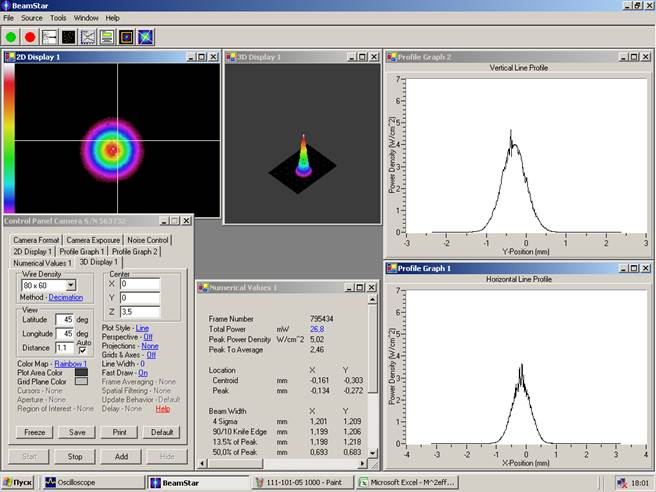 BeamStar
File Source Tools Window Help
2D Display 1
3D Display 1
Profile Graph 2
Vertical Line Profile
Power Density (W/cm^2)
7
6
5
4
3
2
1
0
-3 -2 -1 0 1 2 3
Y-Position (mm)
Control Panel Camera S/N 563732
Camera Format Camera Exposure Noise Control
2D Display 1 Profile Graph 1 Profile Graph 2
Numerical Values 1 3D Display 1
Wire Density
80 x 60
Method - Decimation
Center
X 0
Y 0
Z 3,5
View
Latitude 45 deg
Longitude 45 deg
Distance 1.1 Auto
Plot Style - Line
Perspective - Off
Projections - None
Grids & Axes - Off
Color Map - Rainbow 1
Line Width - 0
Plot Area Color
Fast Draw - On
Grid Plane Color
Frame Averaging - None
Cursors - None
Spatial Filtering - None
Aperture - None
Update Behavior - Default
Region of Interest - None
Delay - None
Help
Freeze Save Print Default
Start Stop Add Hide
Numerical Values 1
Frame Number 795434
Total Power mW 26,8
Peak Power Density W/cm^2 5,02
Peak To Average 2,46
Location X Y
Centroid mm -0,161 -0,303
Peak mm -0,134 -0,272
Beam Width X Y
4 Sigma mm 1,201 1,209
90/10 Knife Edge mm 1,199 1,206
13.5% of Peak mm 1,198 1,218
50,0% of Peak mm 0,693 0,683
Profile Graph 1
Horizontal Line Profile
Power Density (W/cm^2)
7
6
5
4
3
2
1
0
-4 -3 -2 -1 0 1 2 3 4
X-Position (mm)
Пуск
Oscilloscope
BeamStar
111-101-05 1000 - Paint
Microsoft Excel - M^2eff...
18:01